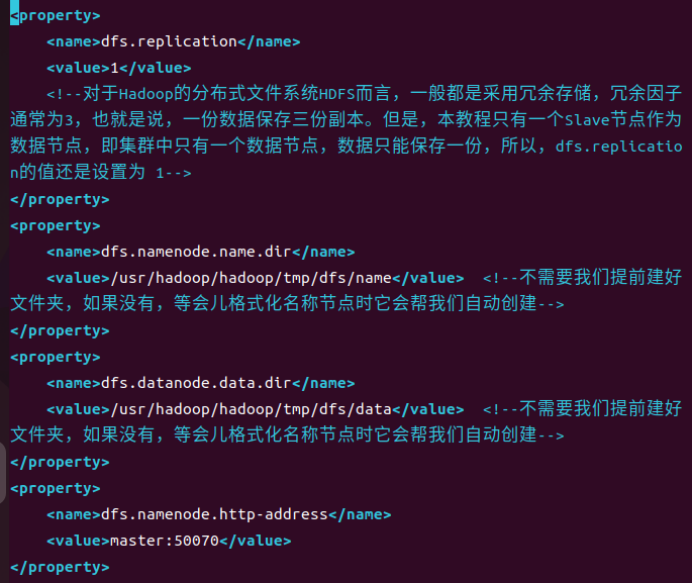 <property>
    <name>dfs.replication</name>
    <value>1</value>
    <!--对于Hadoop的分布式文件系统HDFS而言，一般都是采用冗余存储，冗余因子
通常为3，也就是说，一份数据保存三份副本。但是，本教程只有一个Slave节点作为
数据节点，即集群中只有一个数据节点，数据只能保存一份，所以，dfs.replicatio
n的值还是设置为 1-->
</property>
<property>
    <name>dfs.namenode.name.dir</name>
    <value>/usr/hadoop/hadoop/tmp/dfs/name</value>  <!--不需要我们提前建好
文件夹，如果没有，等会儿格式化名称节点时它会帮我们自动创建-->
</property>
<property>
    <name>dfs.datanode.data.dir</name>
    <value>/usr/hadoop/hadoop/tmp/dfs/data</value>  <!--不需要我们提前建好
文件夹，如果没有，等会儿格式化名称节点时它会帮我们自动创建-->
</property>
<property>
    <name>dfs.namenode.http-address</name>
    <value>master:50070</value>
</property>